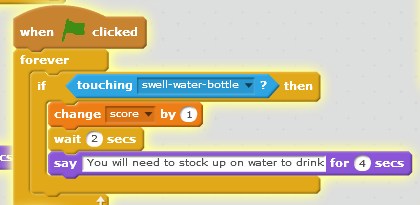 when clicked
forever
if touching swell-water-bottle ? then
change score by 1
wait 2 secs
cs say You will need to stock up on water to drink for 4 secs